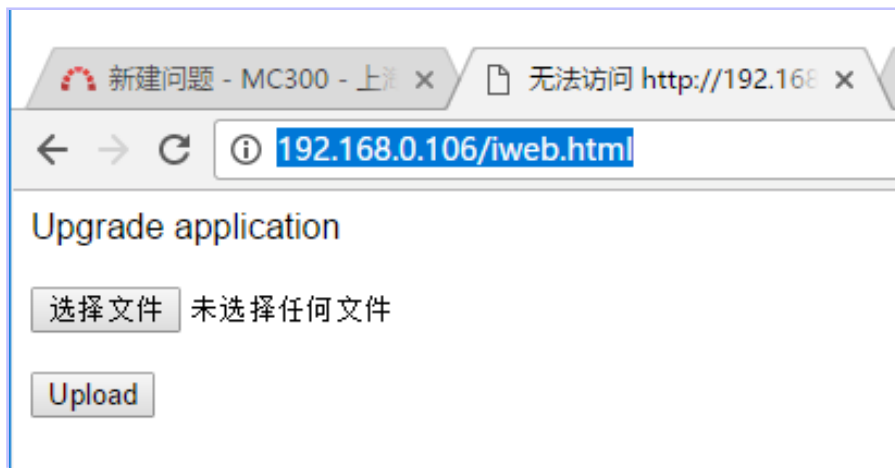 新建问题 - MC300 - 上海
无法访问 http://192.168
192.168.0.106/iweb.html
Upgrade application
选择文件 未选择任何文件
Upload